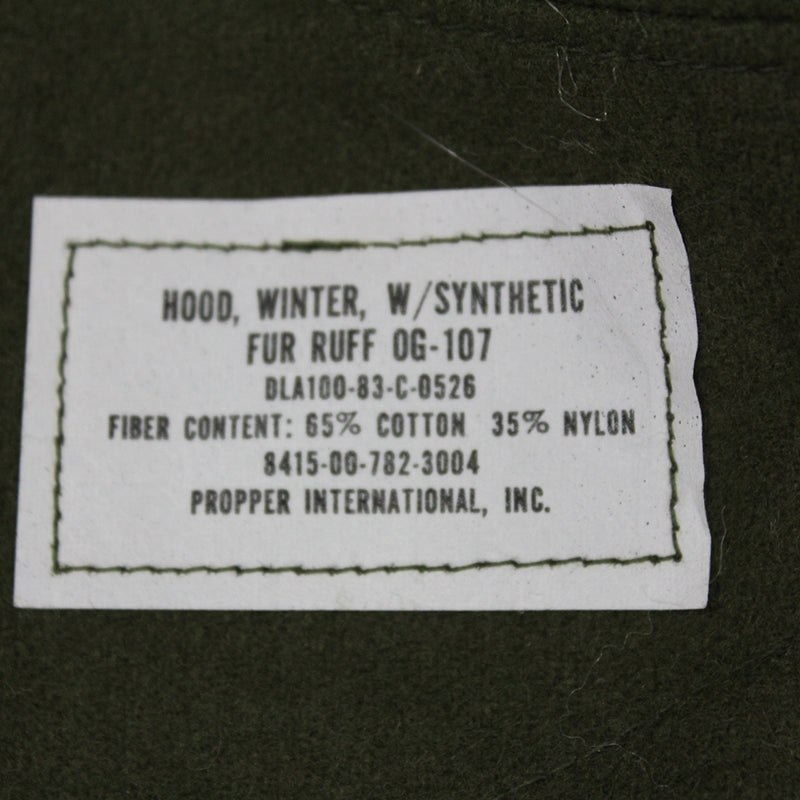 HOOD, WINTER, W/SYNTHETIC
FUR RUFF OG-107
DLA100-83-C-0526
FIBER CONTENT: 65% COTTON 35% NYLON
8415-00-782-3004
PROPPER INTERNATIONAL, INC.